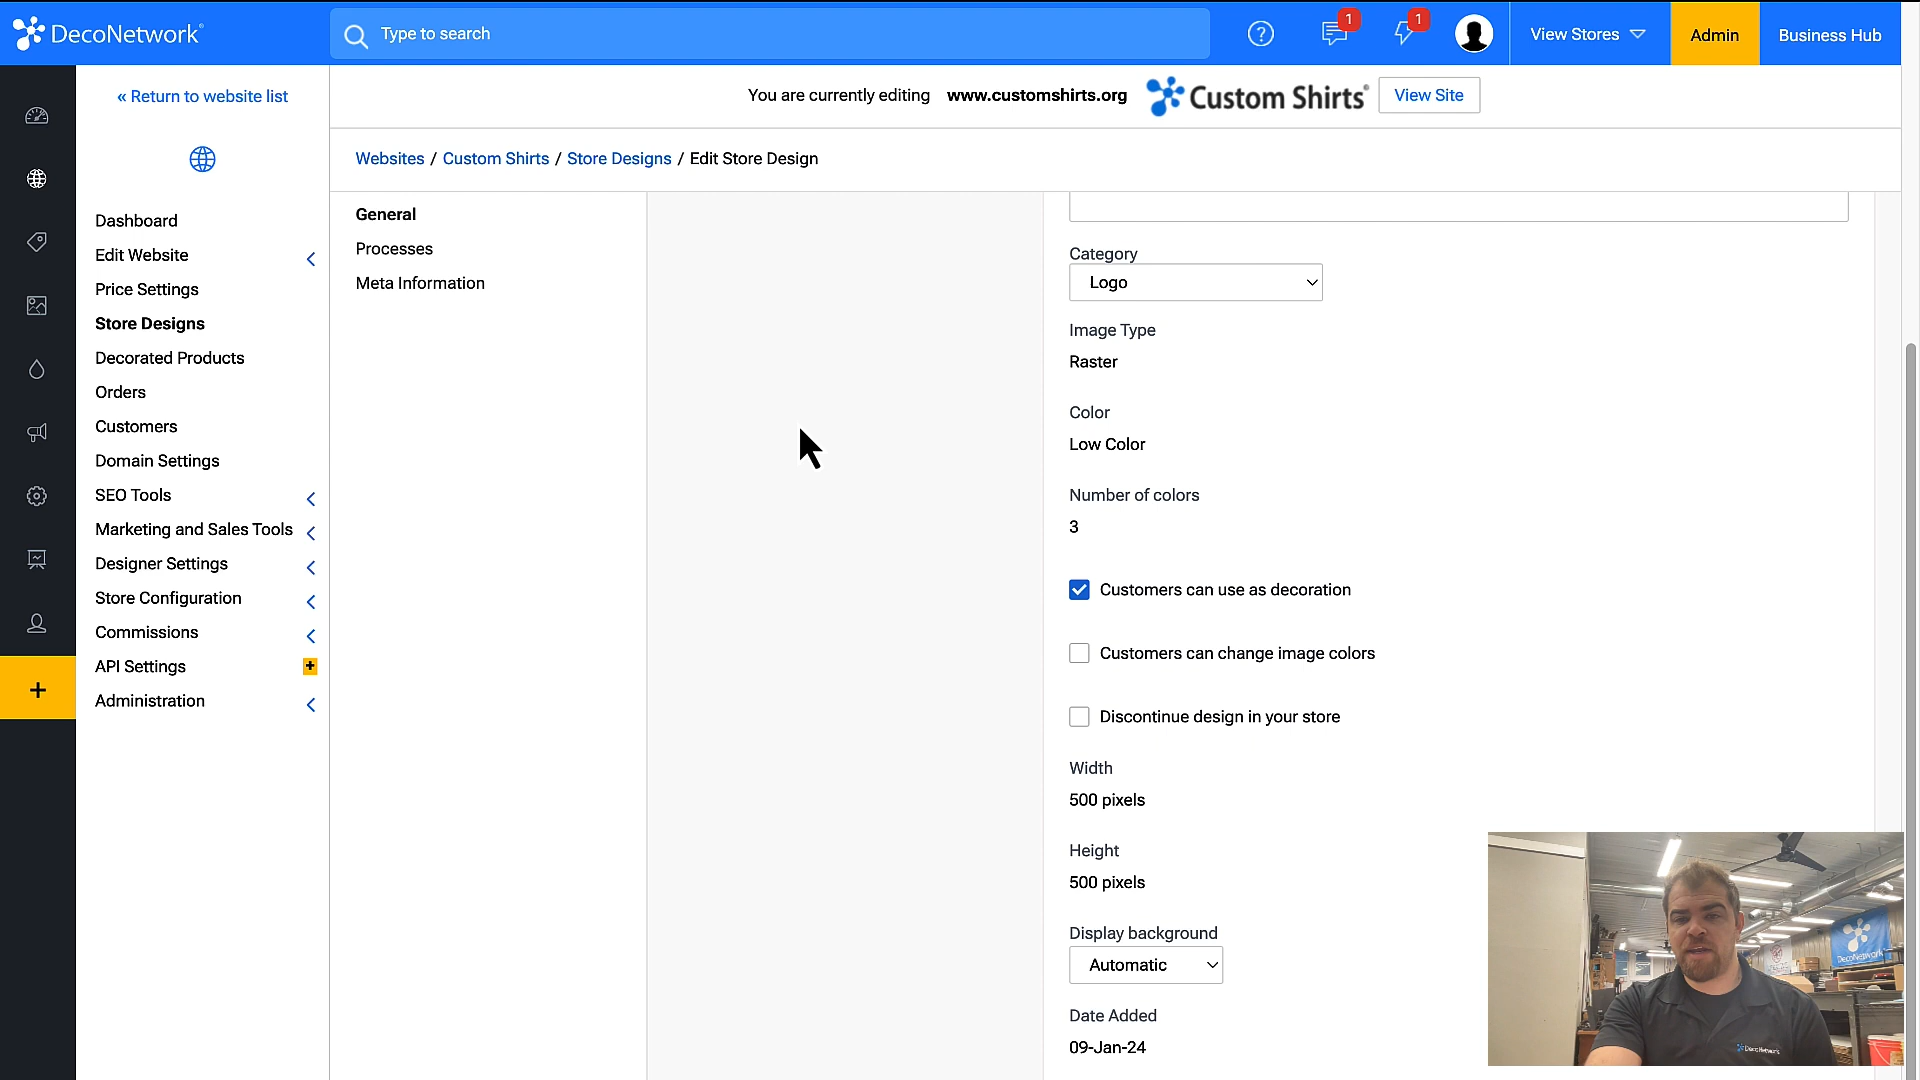 DecoNetwork
Type to search
?
1
1
View Stores
Admin
Business Hub
« Return to website list
You are currently editing www.customshirts.org
Custom Shirts
View Site
Websites / Custom Shirts / Store Designs / Edit Store Design
Dashboard
Edit Website
Price Settings
Store Designs
Decorated Products
Orders
Customers
Domain Settings
SEO Tools
Marketing and Sales Tools
Designer Settings
Store Configuration
Commissions
API Settings
+
Administration
+
General
Processes
Meta Information
Category
Logo
Image Type
Raster
Color
Low Color
Number of colors
3
Customers can use as decoration
Customers can change image colors
Discontinue design in your store
Width
500 pixels
Height
500 pixels
Display background
Automatic
Date Added
09-Jan-24
DecoNetwork
DecoNetwork